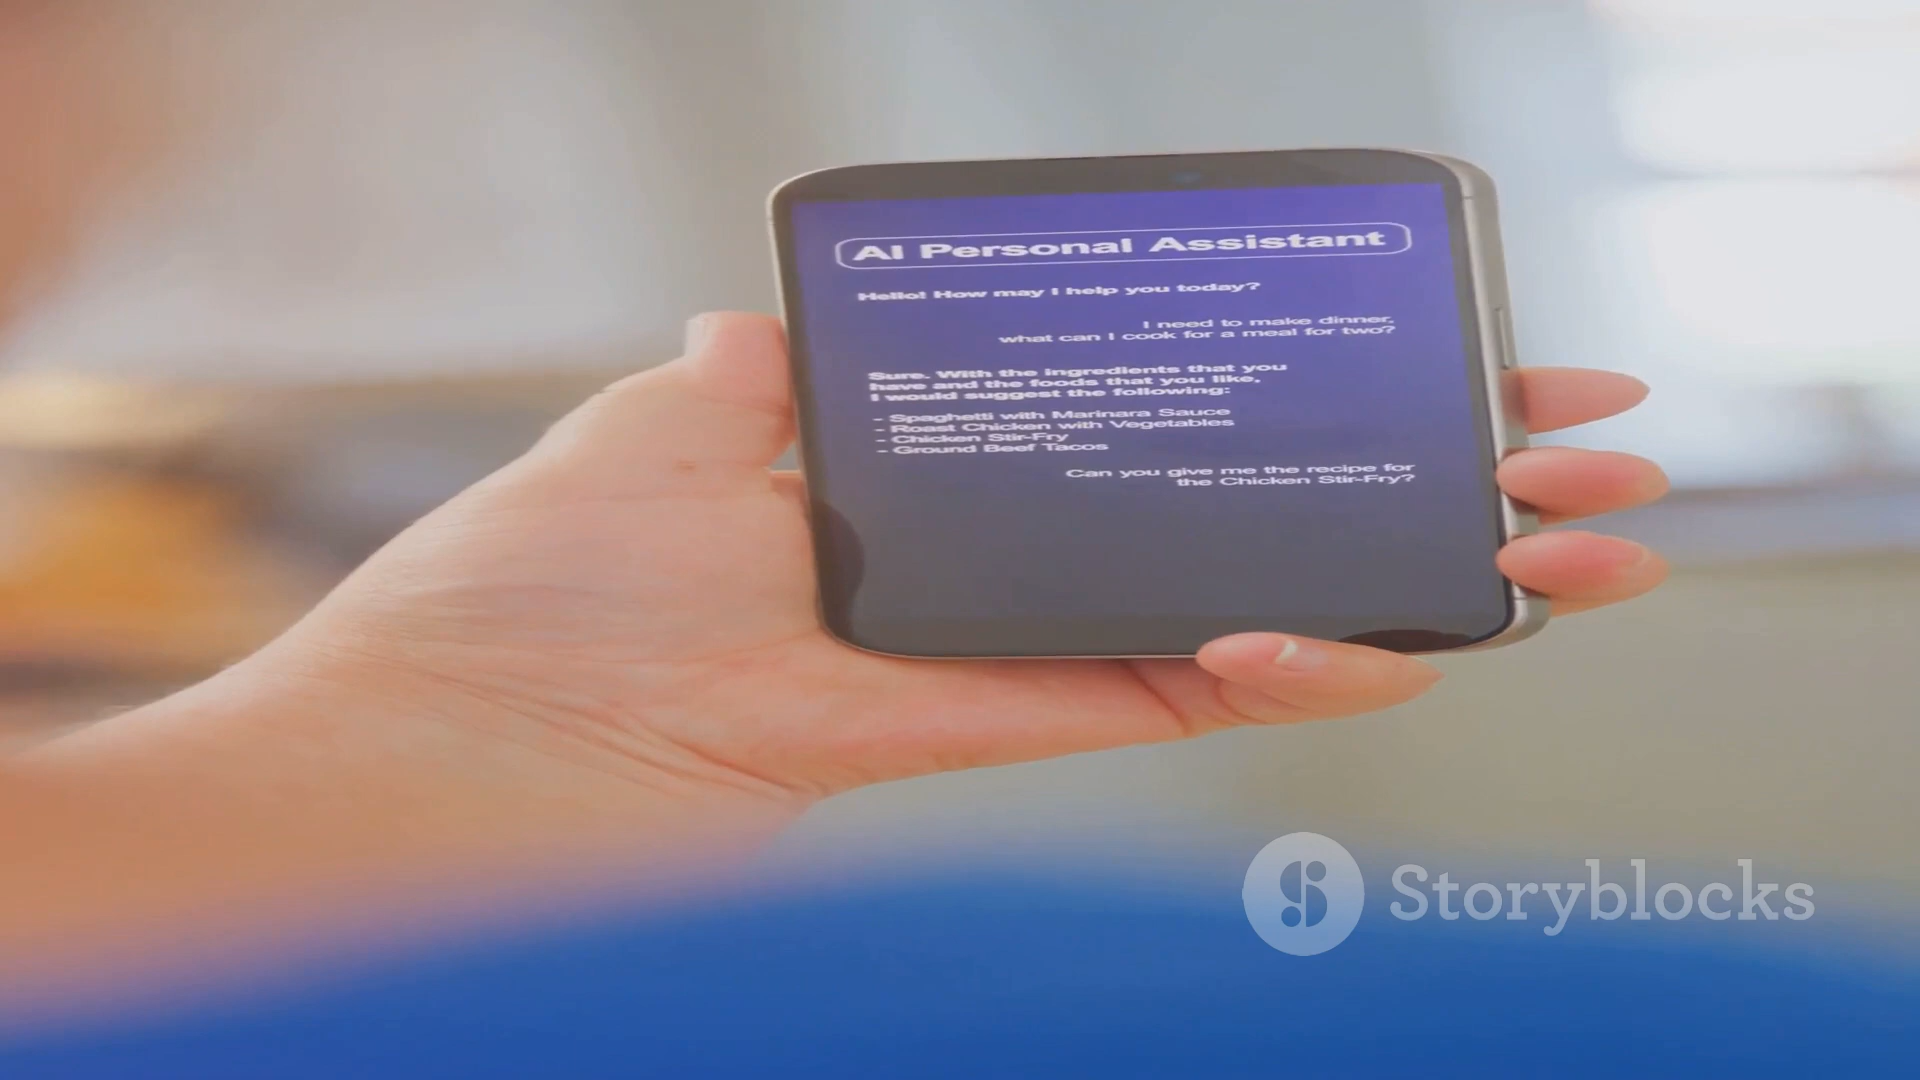 AI Personal Assistant
Hello! How may I help you today?
I need to make dinner,
what can I cook for a meal for two?
Sure. With the ingredients that you
have and the foods that you like,
I would suggest the following:
- Spaghetti with Marinara Sauce
- Roast Chicken with Vegetables
- Chicken Stir-Fry
- Ground Beef Tacos
Can you give me the recipe for
the Chicken Stir-Fry?
Storyblocks